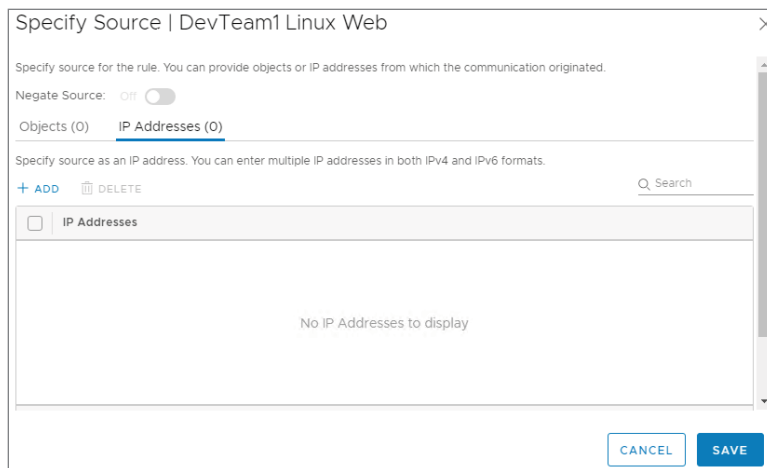 Specify Source | DevTeam1 Linux Web
Specify source for the rule. You can provide objects or IP addresses from which the communication originated.
Negate Source: Off
Objects (0) IP Addresses (0)
Specify source as an IP address. You can enter multiple IP addresses in both IPv4 and IPv6 formats.
+ ADD DELETE Search
IP Addresses
No IP Addresses to display
CANCEL SAVE